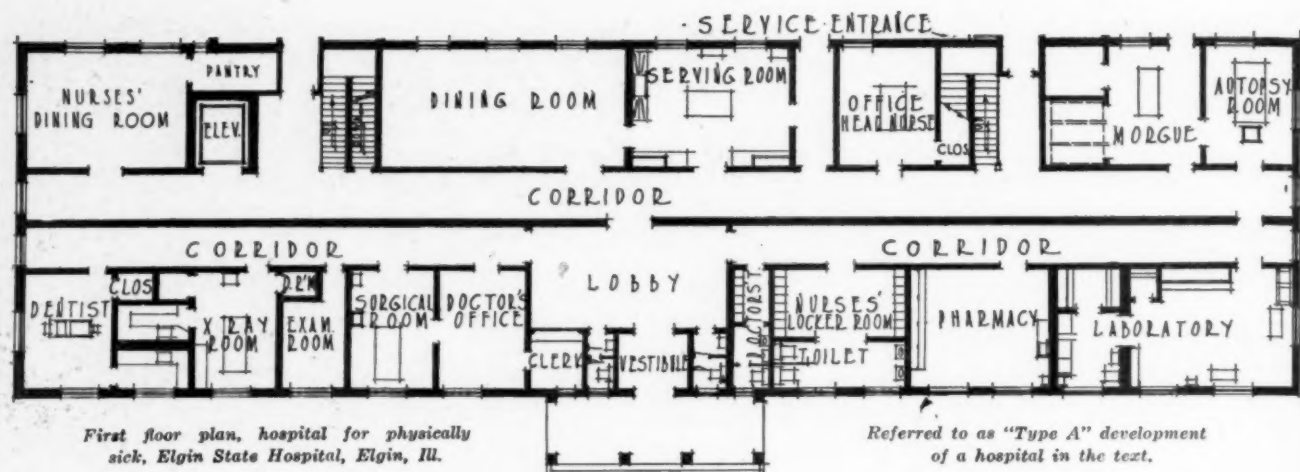 SERVICE ENTRANCE
PANTRY
NURSES'
DINING ROOM
ELEV.
DINING ROOM
SERVING ROOM
OFFICE
HEAD NURSE
CLOS
MORGUE
AUTOPSY
ROOM
CORRIDOR
CORRIDOR
CORRIDOR
LOBBY
DENTIST
CLOS
X RAY
ROOM
DR'M
EXAM.
ROOM
SURGICAL
ROOM
DOCTOR'S
OFFICE
CLERK
VESTIBULE
DOCTORS T.
NURSES'
LOCKER ROOM
TOILET
PHARMACY
LABORATORY
First floor plan, hospital for physically
sick, Elgin State Hospital, Elgin, Ill.
Referred to as "Type A" development
of a hospital in the text.